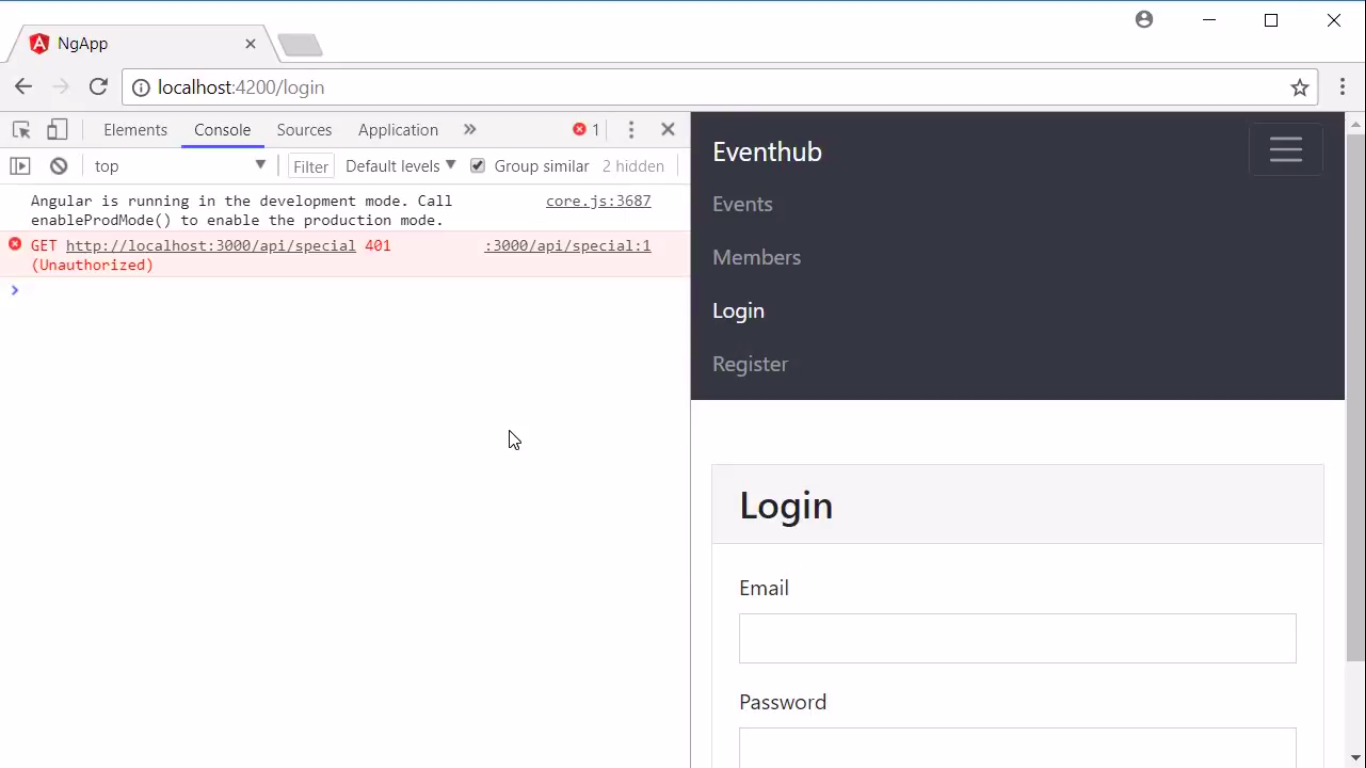 NgApp
localhost:4200/login
Elements Console Sources Application » 1
top Filter Default levels Group similar 2 hidden
Angular is running in the development mode. Call core.js:3687
enableProdMode() to enable the production mode.
GET http://localhost:3000/api/special 401 :3000/api/special:1
(Unauthorized)
Eventhub
Events
Members
Login
Register
Login
Email
Password